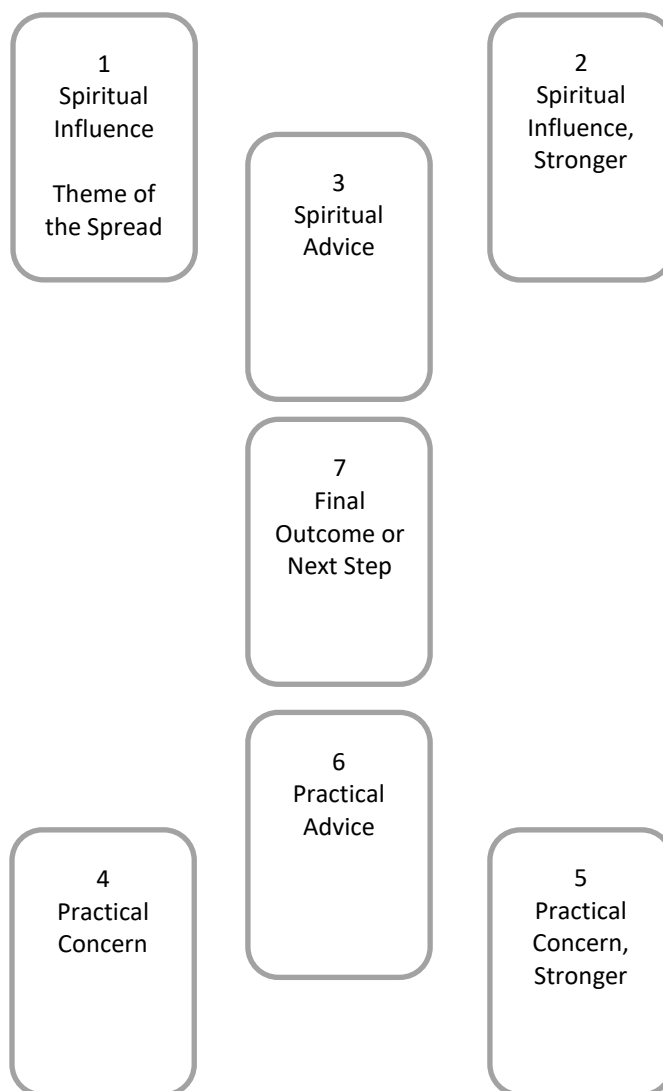 1
Spiritual
Influence
Theme of
the Spread
2
Spiritual
Influence,
Stronger
3
Spiritual
Advice
7
Final
Outcome or
Next Step
6
Practical
Advice
4
Practical
Concern
5
Practical
Concern,
Stronger